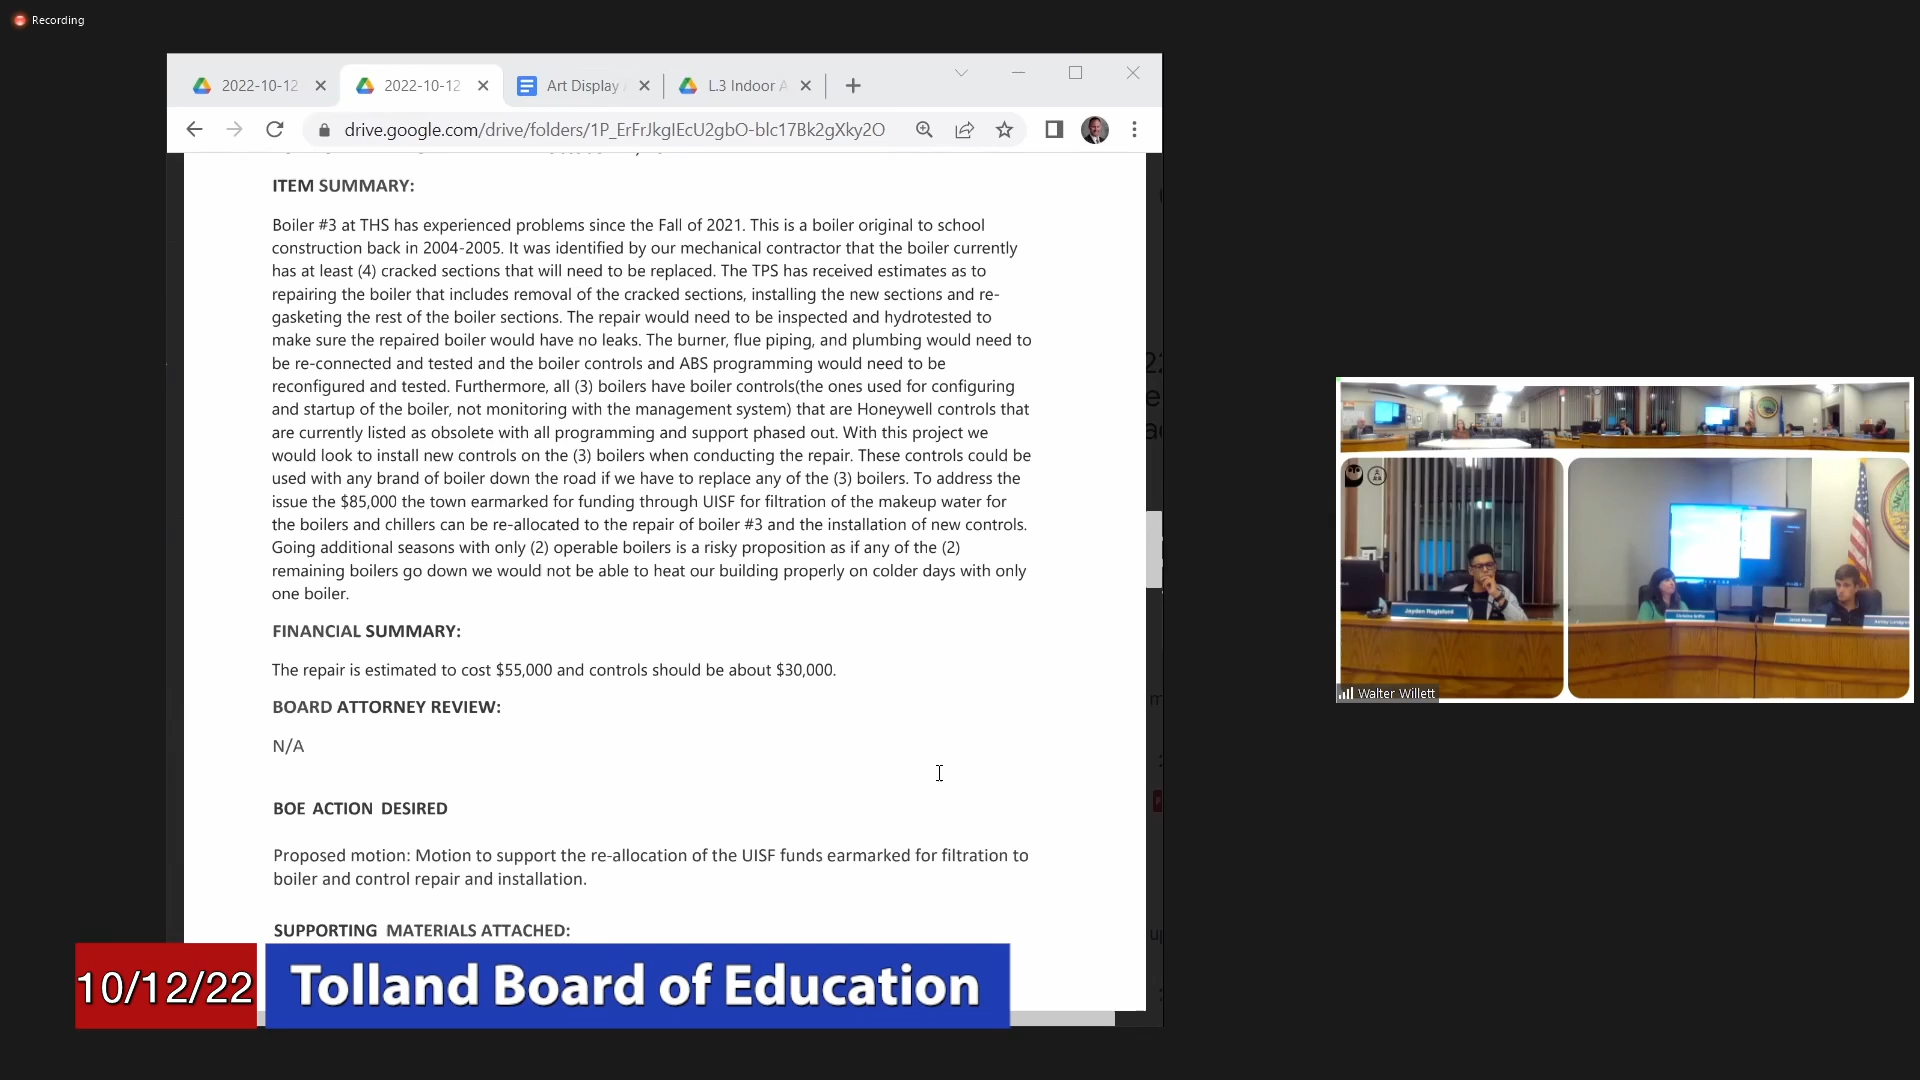 Recording
2022-10-12
2022-10-12
Art Display
L.3 Indoor A
drive.google.com/drive/folders/1P_ErFrJkgIEcU2gbO-blc17Bk2gXky2O
ITEM SUMMARY:
Boiler #3 at THS has experienced problems since the Fall of 2021. This is a boiler original to school
construction back in 2004-2005. It was identified by our mechanical contractor that the boiler currently
has at least (4) cracked sections that will need to be replaced. The TPS has received estimates as to
repairing the boiler that includes removal of the cracked sections, installing the new sections and re-
gasketing the rest of the boiler sections. The repair would need to be inspected and hydrotested to
make sure the repaired boiler would have no leaks. The burner, flue piping, and plumbing would need to
be re-connected and tested and the boiler controls and ABS programming would need to be
reconfigured and tested. Furthermore, all (3) boilers have boiler controls(the ones used for configuring
and startup of the boiler, not monitoring with the management system) that are Honeywell controls that
are currently listed as obsolete with all programming and support phased out. With this project we
would look to install new controls on the (3) boilers when conducting the repair. These controls could be
used with any brand of boiler down the road if we have to replace any of the (3) boilers. To address the
issue the $85,000 the town earmarked for funding through UISF for filtration of the makeup water for
the boilers and chillers can be re-allocated to the repair of boiler #3 and the installation of new controls.
Going additional seasons with only (2) operable boilers is a risky proposition as if any of the (2)
remaining boilers go down we would not be able to heat our building properly on colder days with only
one boiler.
FINANCIAL SUMMARY:
The repair is estimated to cost $55,000 and controls should be about $30,000.
BOARD ATTORNEY REVIEW:
N/A
BOE ACTION DESIRED
Proposed motion: Motion to support the re-allocation of the UISF funds earmarked for filtration to
boiler and control repair and installation.
SUPPORTING MATERIALS ATTACHED:
Jayden Regisford
Walter Willett
10/12/22
Tolland Board of Education